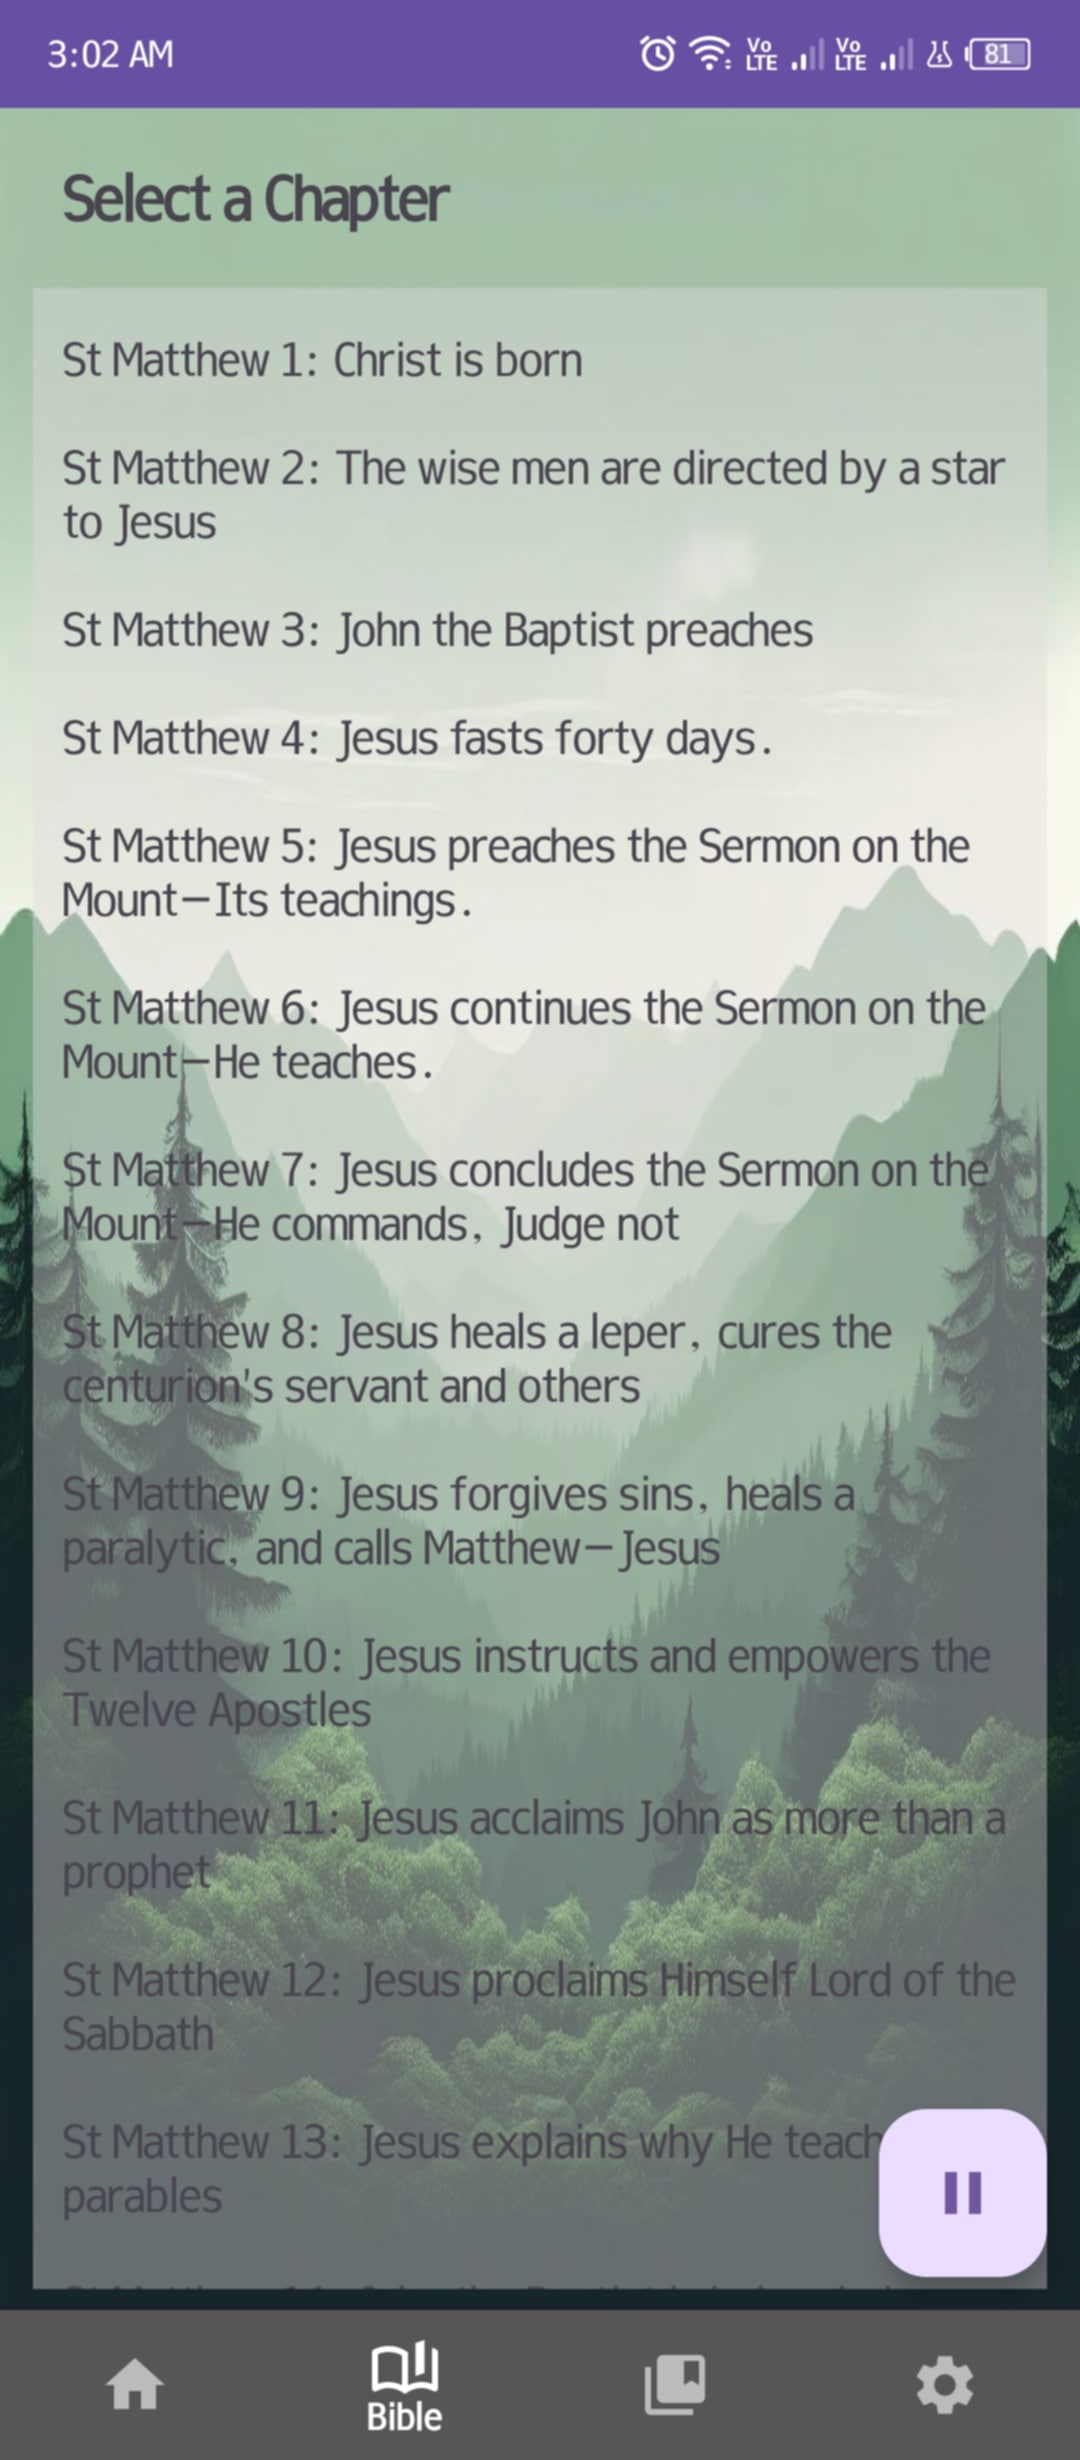 3:02 AM
Vo LTE
Vo LTE
81
Select a Chapter
St Matthew 1: Christ is born
St Matthew 2: The wise men are directed by a star
to Jesus
St Matthew 3: John the Baptist preaches
St Matthew 4: Jesus fasts forty days.
St Matthew 5: Jesus preaches the Sermon on the
Mount—Its teachings.
St Matthew 6: Jesus continues the Sermon on the
Mount—He teaches.
St Matthew 7: Jesus concludes the Sermon on the
Mount—He commands, Judge not
St Matthew 8: Jesus heals a leper, cures the
centurion's servant and others
St Matthew 9: Jesus forgives sins, heals a
paralytic, and calls Matthew—Jesus
St Matthew 10: Jesus instructs and empowers the
Twelve Apostles
St Matthew 11: Jesus acclaims John as more than a
prophet
St Matthew 12: Jesus proclaims Himself Lord of the
Sabbath
St Matthew 13: Jesus explains why He teach
parables
Bible